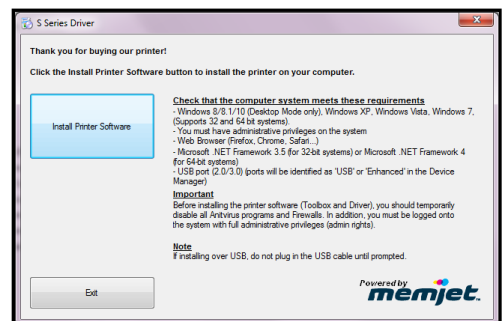 S Series Driver
Thank you for buying our printer!
Click the Install Printer Software button to install the printer on your computer.
Install Printer Software
Check that the computer system meets these requirements
- Windows 8/8.1/10 (Desktop Mode only), Windows XP, Windows Vista, Windows 7,
(Supports 32 and 64 bit systems).
- You must have administrative privileges on the system
- Web Browser (Firefox, Chrome, Safari...)
- Microsoft .NET Framework 3.5 (for 32-bit systems) or Microsoft .NET Framework 4
(for 64-bit systems)
- USB port (2.0/3.0) (ports will be identified as 'USB' or 'Enhanced' in the Device
Manager)
Important
Before installing the printer software (Toolbox and Driver), you should temporarily
disable all Antivirus programs and Firewalls. In addition, you must be logged onto
the system with full administrative privileges (admin rights).
Note
If installing over USB, do not plug in the USB cable until prompted.
Exit
Powered by
memjet